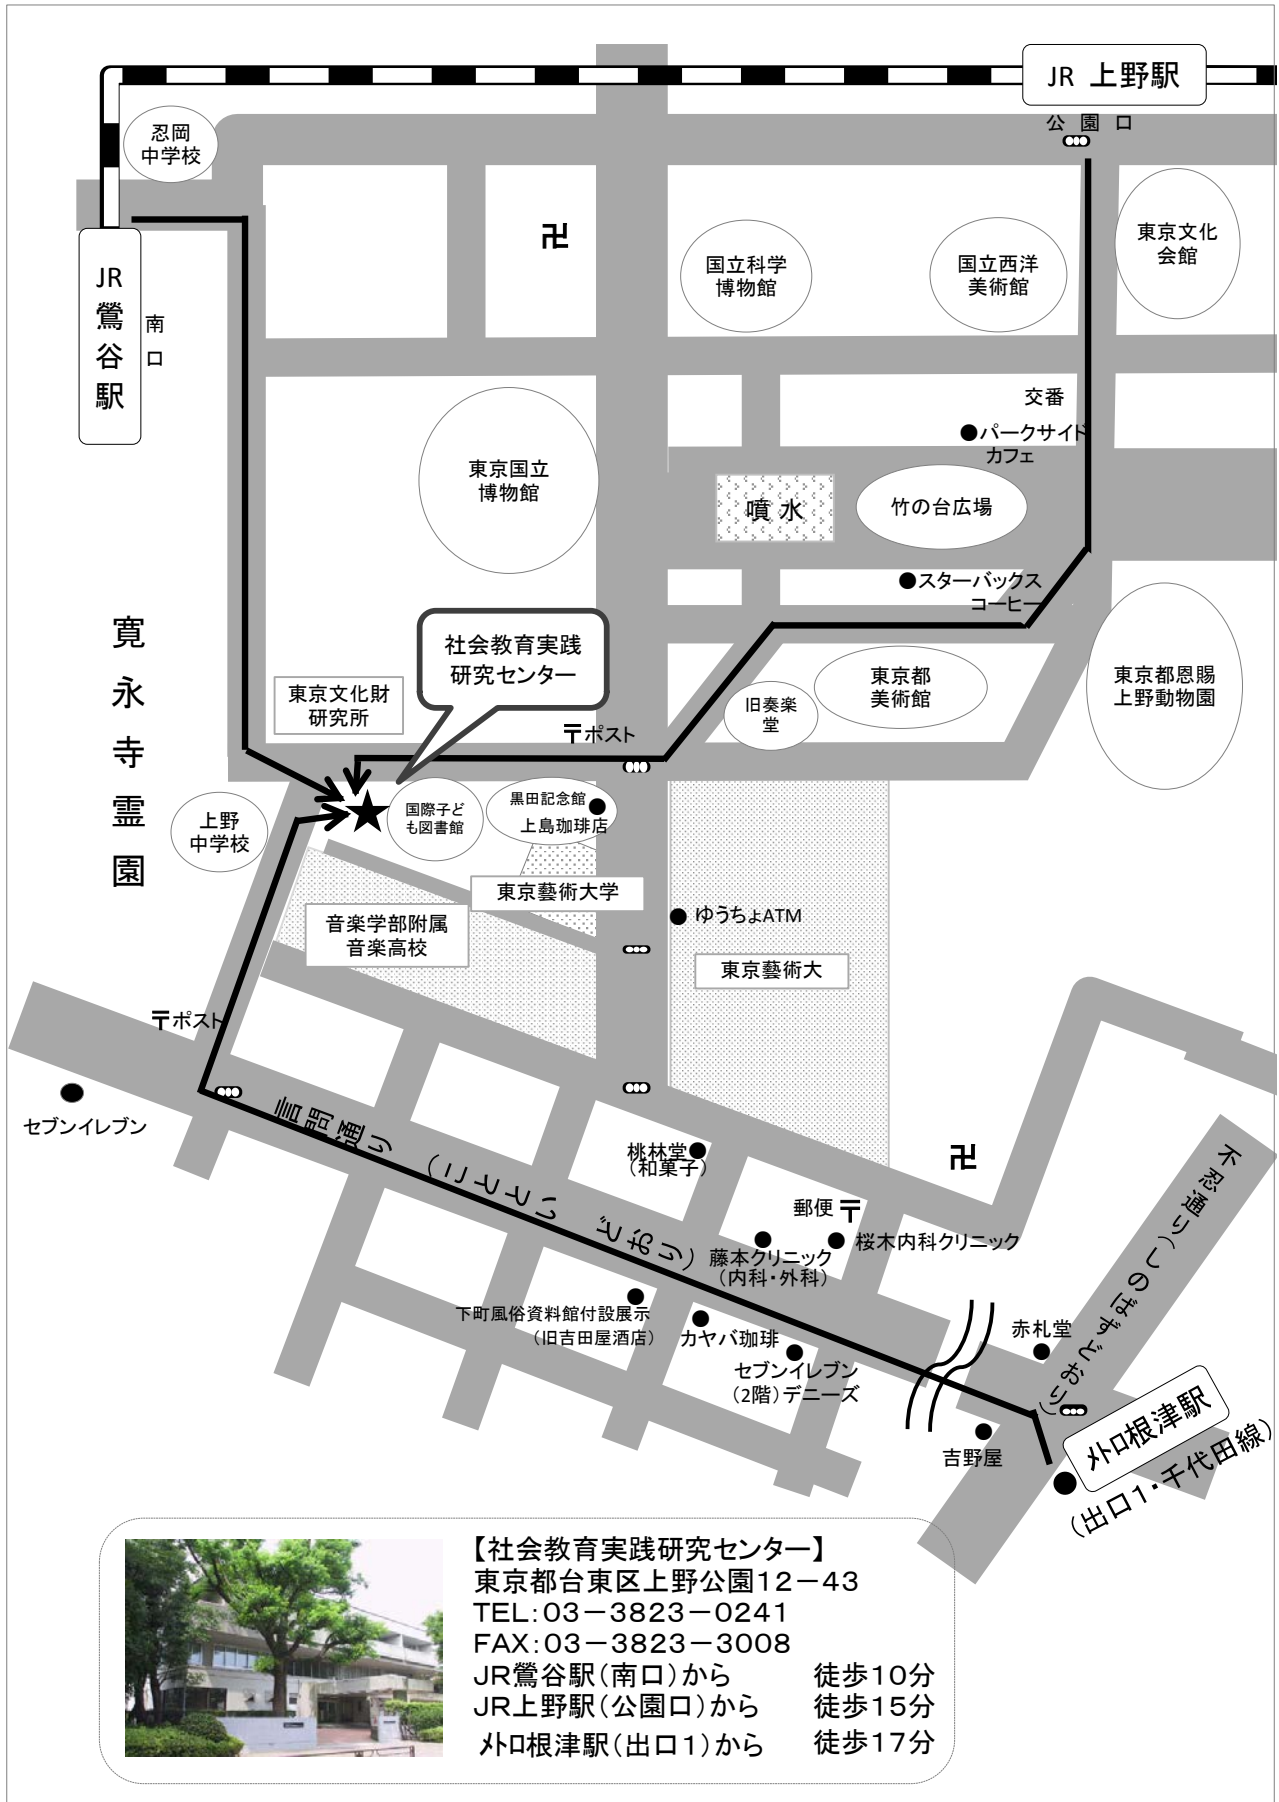 JR 上野駅
公園口
忍岡
中学校
JR
鶯
谷
駅
南
口
卍
国立科学
博物館
国立西洋
美術館
東京文化
会館
交番
●パークサイド
カフェ
東京国立
博物館
噴水
竹の台広場
●スターバックス
コーヒー
寛
永
寺
霊
園
社会教育実践
研究センター
東京文化財
研究所
〒ポスト
旧奏楽
堂
東京都
美術館
東京都恩賜
上野動物園
上野
中学校
★
国際子ど
も図書館
黒田記念館
上島珈琲店
東京藝術大学
音楽学部附属
音楽高校
● ゆうちょATM
東京藝術大
〒ポスト
セブンイレブン
言問通り(ことといどおり)
桃林堂
(和菓子)
卍
郵便 〒
藤本クリニック
(内科・外科)
桜木内科クリニック
不忍通り(しのばずどおり)
下町風俗資料館付設展示
(旧吉田屋酒店)
カヤバ珈琲
セブンイレブン
(2階)デニーズ
赤札堂
吉野屋
メトロ根津駅
(出口1・千代田線)
【社会教育実践研究センター】
東京都台東区上野公園12-43
TEL:03-3823-0241
FAX:03-3823-3008
JR鶯谷駅(南口)から 徒歩10分
JR上野駅(公園口)から 徒歩15分
メトロ根津駅(出口1)から 徒歩17分